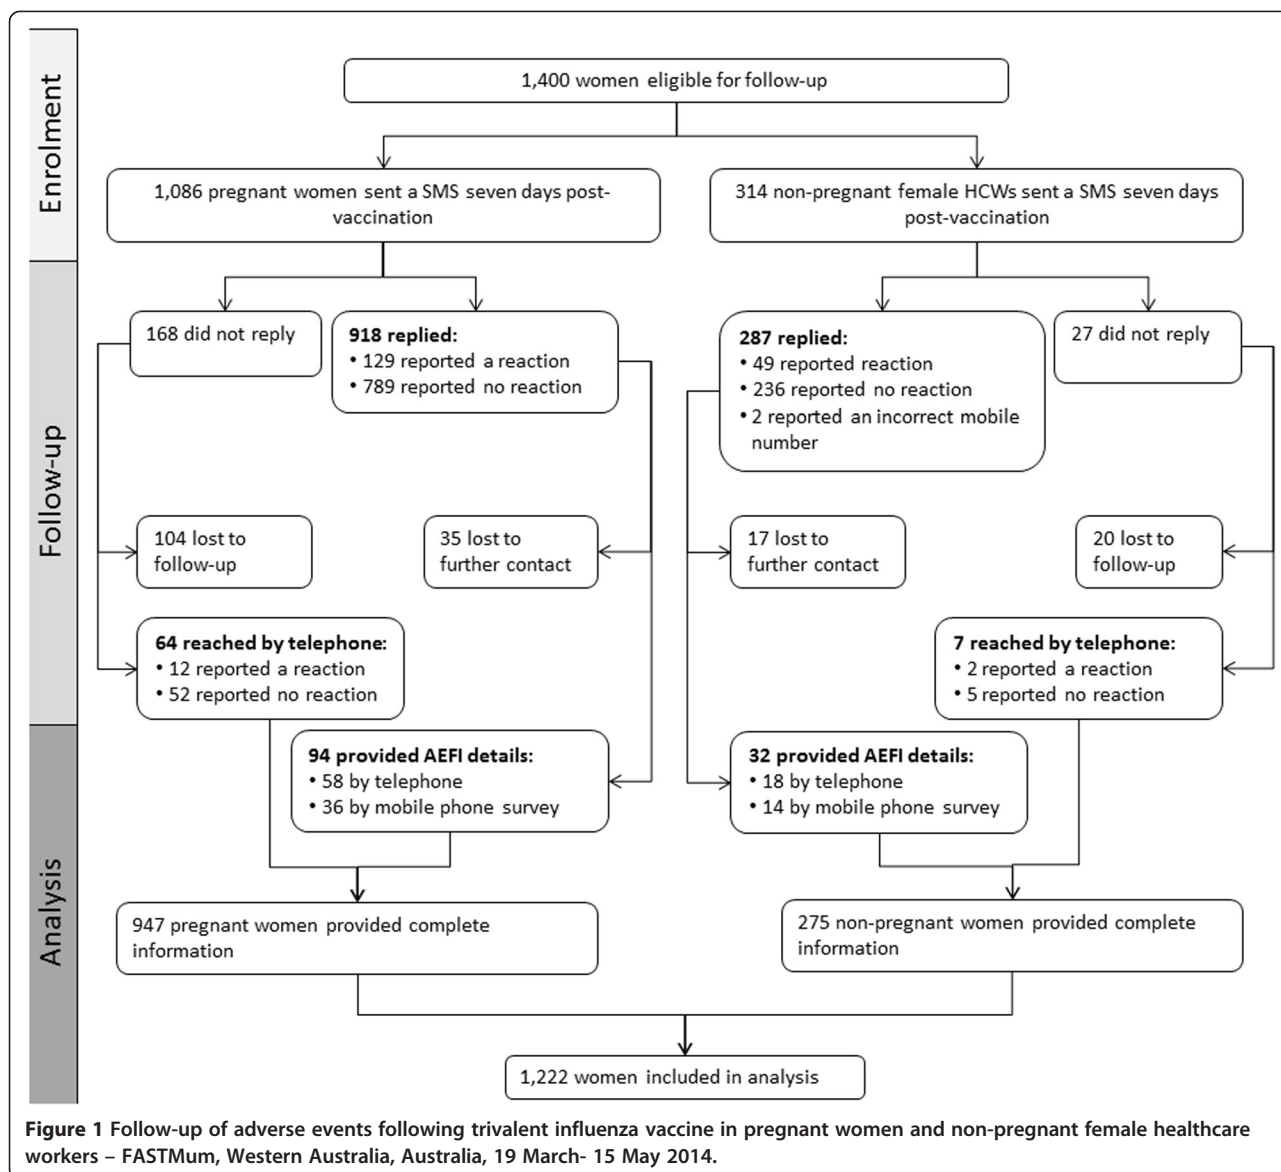 Enrolment
1,400 women eligible for follow-up
1,086 pregnant women sent a SMS seven days post-
vaccination
314 non-pregnant female HCWs sent a SMS seven days
post-vaccination
Follow-up
168 did not reply
918 replied:
• 129 reported a reaction
• 789 reported no reaction
287 replied:
• 49 reported reaction
• 236 reported no reaction
• 2 reported an incorrect mobile
number
27 did not reply
104 lost to
follow-up
35 lost to
further contact
17 lost to
further contact
20 lost to
follow-up
64 reached by telephone:
• 12 reported a reaction
• 52 reported no reaction
7 reached by telephone:
• 2 reported a reaction
• 5 reported no reaction
Analysis
94 provided AEFI details:
• 58 by telephone
• 36 by mobile phone survey
32 provided AEFI details:
• 18 by telephone
• 14 by mobile phone survey
947 pregnant women provided complete
information
275 non-pregnant women provided complete
information
1,222 women included in analysis
Figure 1 Follow-up of adverse events following trivalent influenza vaccine in pregnant women and non-pregnant female healthcare
workers – FASTMum, Western Australia, Australia, 19 March- 15 May 2014.